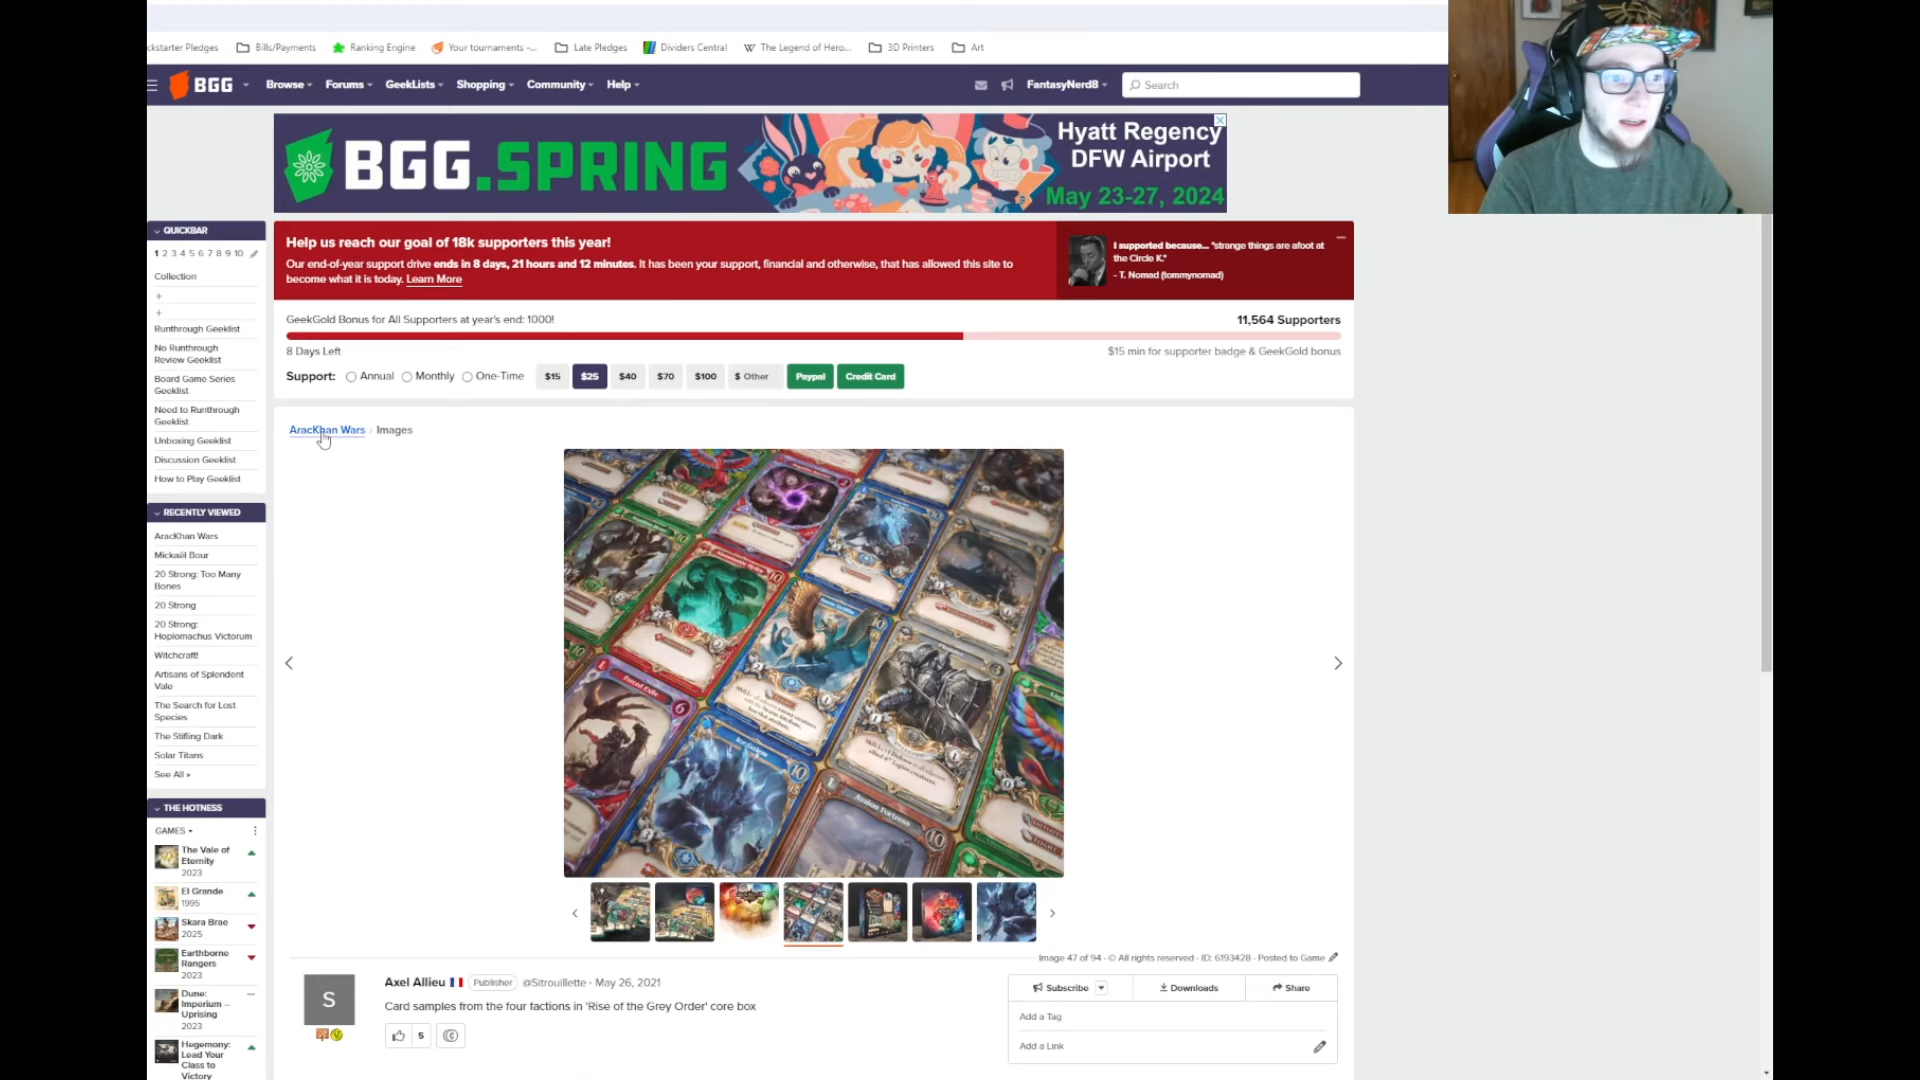 ckstarter Pledges Bills/Payments Ranking Engine Your tournaments -... Late Pledges Dividers Central The Legend of Hero... 3D Printers Art
BGG Browse Forums GeekLists Shopping Community Help FantasyNerd8 Search
BGG.SPRING
Hyatt Regency
DFW Airport
May 23-27, 2024
QUICKBAR
1 2 3 4 5 6 7 8 9 10
Collection
+
+
Runthrough Geeklist
No Runthrough
Review Geeklist
Board Game Series
Geeklist
Need to Runthrough
Geeklist
Unboxing Geeklist
Discussion Geeklist
How to Play Geeklist
RECENTLY VIEWED
AracKhan Wars
Mickaël Bour
20 Strong: Too Many
Bones
20 Strong
20 Strong:
Hoplomachus Victorum
Witchcraft!
Artisans of Splendent
Vale
The Search for Lost
Species
The Stifling Dark
Solar Titans
See All »
THE HOTNESS
GAMES
The Vale of
Eternity
2023
El Grande
1995
Skara Brae
2025
Earthborne
Rangers
2023
Dune:
Imperium –
Uprising
2023
Hegemony:
Lead Your
Class to
Victory
Help us reach our goal of 18k supporters this year!
Our end-of-year support drive ends in 8 days, 21 hours and 12 minutes. It has been your support, financial and otherwise, that has allowed this site to
become what it is today. Learn More
I supported because... "strange things are afoot at
the Circle K."
- T. Nomad (tommynomad)
GeekGold Bonus for All Supporters at year's end: 1000!
11,564 Supporters
8 Days Left
$15 min for supporter badge & GeekGold bonus
Support: Annual Monthly One-Time $15 $25 $40 $70 $100 $ Other Paypal Credit Card
AracKhan Wars › Images
10
Forced Exile
6
Ice Golem
10
Avalon Fortress
10
Image 47 of 94 · © All rights reserved · ID: 6193428 · Posted to Game
S
Axel Allieu Publisher @Sitrouillette · May 26, 2021
Card samples from the four factions in 'Rise of the Grey Order' core box
5
Subscribe Downloads Share
Add a Tag
Add a Link